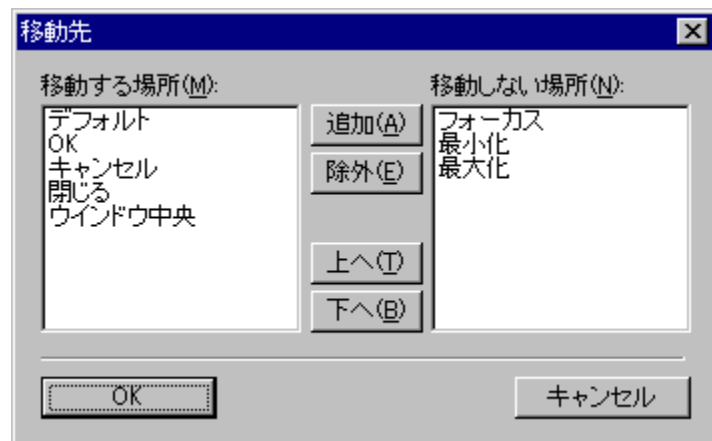 移動先
移動する場所(M):
デフォルト
OK
キャンセル
閉じる
ウインドウ中央
追加(A)
除外(E)
上へ(T)
下へ(B)
移動しない場所(N):
フォーカス
最小化
最大化
OK
キャンセル